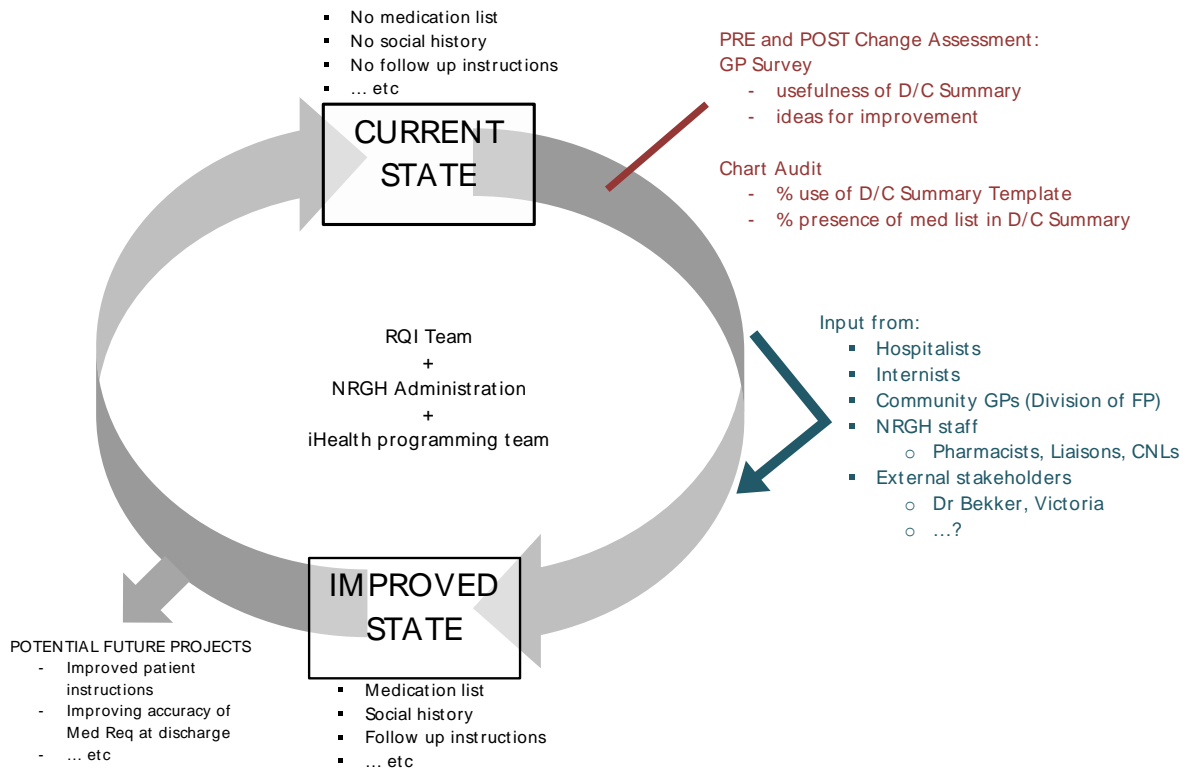 ▪ No medication list
▪ No social history
▪ No follow up instructions
▪ … etc
CURRENT
STATE
PRE and POST Change Assessment:
GP Survey
- usefulness of D/C Summary
- ideas for improvement
Chart Audit
- % use of D/C Summary Template
- % presence of med list in D/C Summary
RQI Team
+
NRGH Administration
+
iHealth programming team
Input from:
▪ Hospitalists
▪ Internists
▪ Community GPs (Division of FP)
▪ NRGH staff
o Pharmacists, Liaisons, CNLs
▪ External stakeholders
o Dr Bekker, Victoria
o …?
IMPROVED
STATE
▪ Medication list
▪ Social history
▪ Follow up instructions
▪ … etc
POTENTIAL FUTURE PROJECTS
- Improved patient
instructions
- Improving accuracy of
Med Req at discharge
- … etc